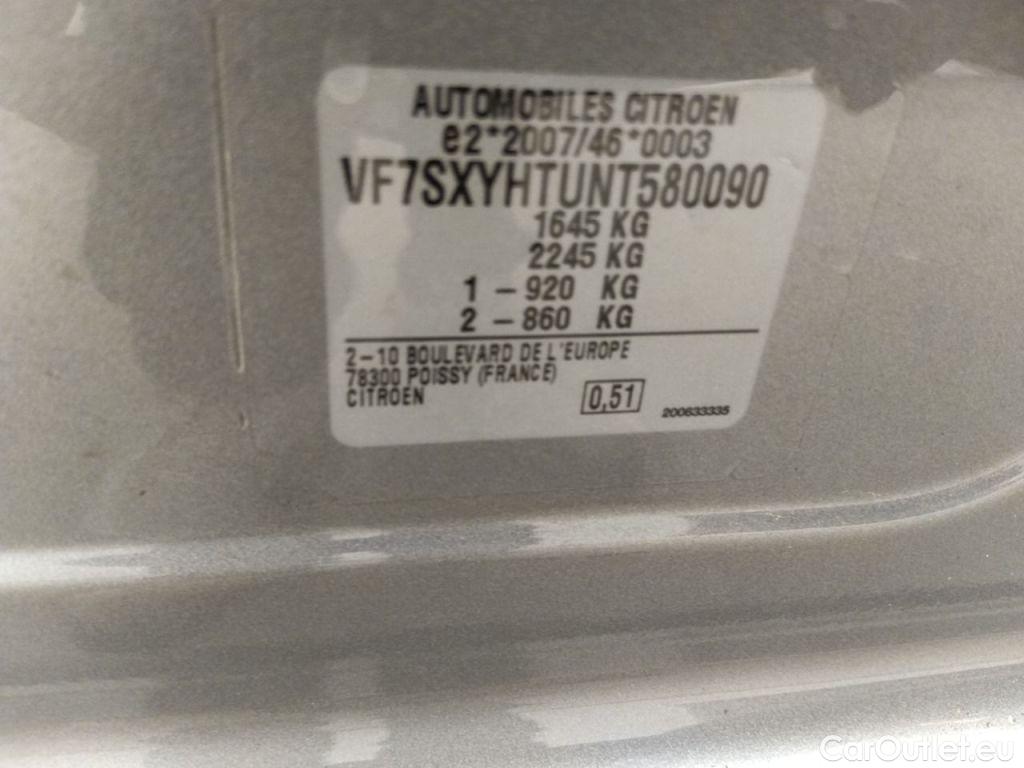 AUTOMOBILES CITROEN
e2*2007/46*0003
VF7SXYHTUNT580090
1645 KG
2245 KG
1 - 920 KG
2 - 860 KG
2-10 BOULEVARD DE L'EUROPE
78300 POISSY (FRANCE)
CITROEN
0,51
200633335
CarOutlet.eu